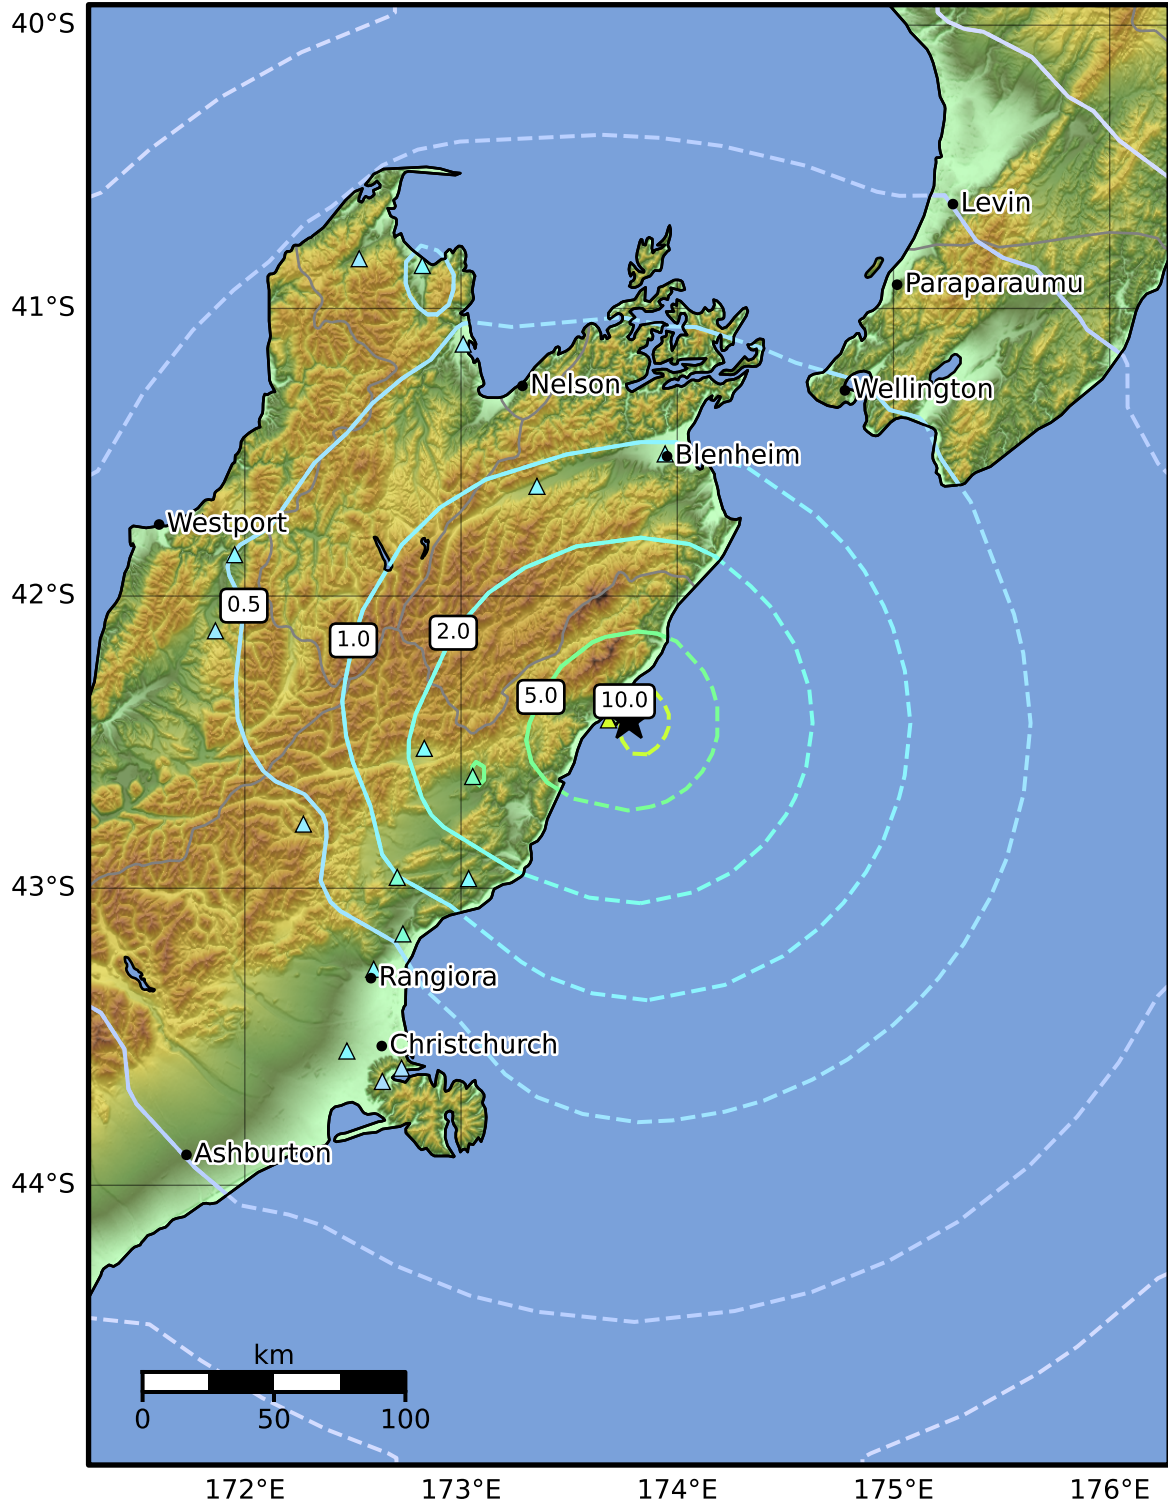 40°S
Levin
Paraparaumu
41°S
Nelson
Wellington
Blenheim
Westport
42°S
0.5
1.0
2.0
5.0
10.0
43°S
Rangiora
Christchurch
Ashburton
44°S
km
0 50 100
172°E 173°E 174°E 175°E 176°E